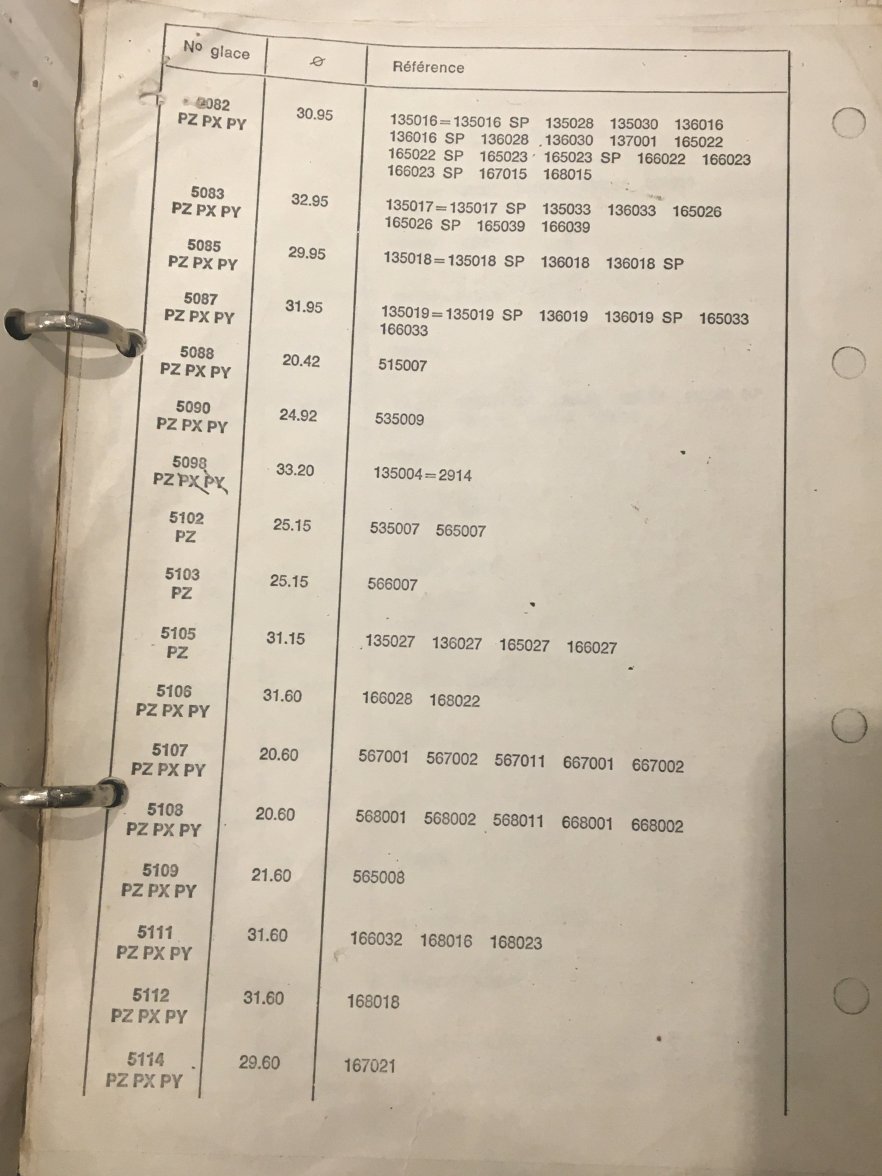 No glace ⌀ Référence
5082 30.95 135016=135016 SP 135028 135030 136016
PZ PX PY 136016 SP 136028 136030 137001 165022
165022 SP 165023 165023 SP 166022 166023
166023 SP 167015 168015
5083 32.95 135017=135017 SP 135033 136033 165026
PZ PX PY 165026 SP 165039 166039
5085 29.95 135018=135018 SP 136018 136018 SP
PZ PX PY
5087 31.95 135019=135019 SP 136019 136019 SP 165033
PZ PX PY 166033
5088 20.42 515007
PZ PX PY
5090 24.92 535009
PZ PX PY
5098 33.20 135004=2914
PZ PX PY
5102 25.15 535007 565007
PZ
5103 25.15 566007
PZ
5105 31.15 135027 136027 165027 166027
PZ
5106 31.60 166028 168022
PZ PX PY
5107 20.60 567001 567002 567011 667001 667002
PZ PX PY
5108 20.60 568001 568002 568011 668001 668002
PZ PX PY
5109 21.60 565008
PZ PX PY
5111 31.60 166032 168016 168023
PZ PX PY
5112 31.60 168018
PZ PX PY
5114 29.60 167021
PZ PX PY